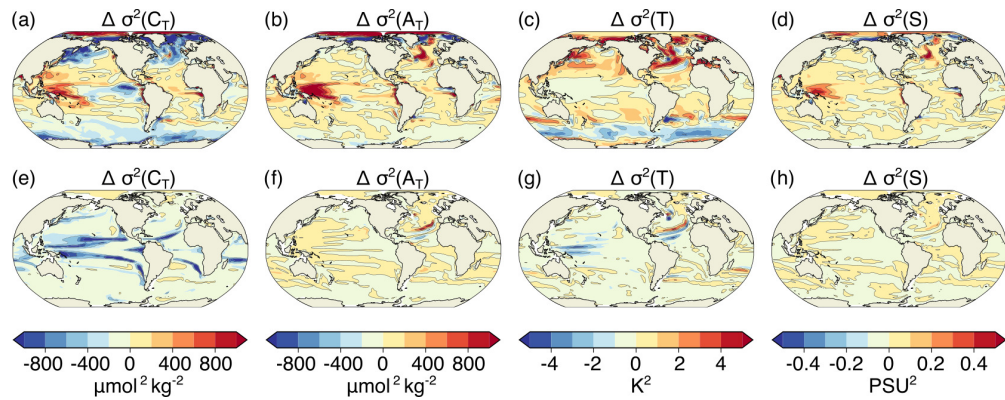 (a) Δ σ²(C_T) (b) Δ σ²(A_T) (c) Δ σ²(T) (d) Δ σ²(S)
(e) Δ σ²(C_T) (f) Δ σ²(A_T) (g) Δ σ²(T) (h) Δ σ²(S)
-800 -400 0 400 800 -800 -400 0 400 800 -4 -2 0 2 4 -0.4 -0.2 0 0.2 0.4
μmol² kg⁻² μmol² kg⁻² K² PSU²